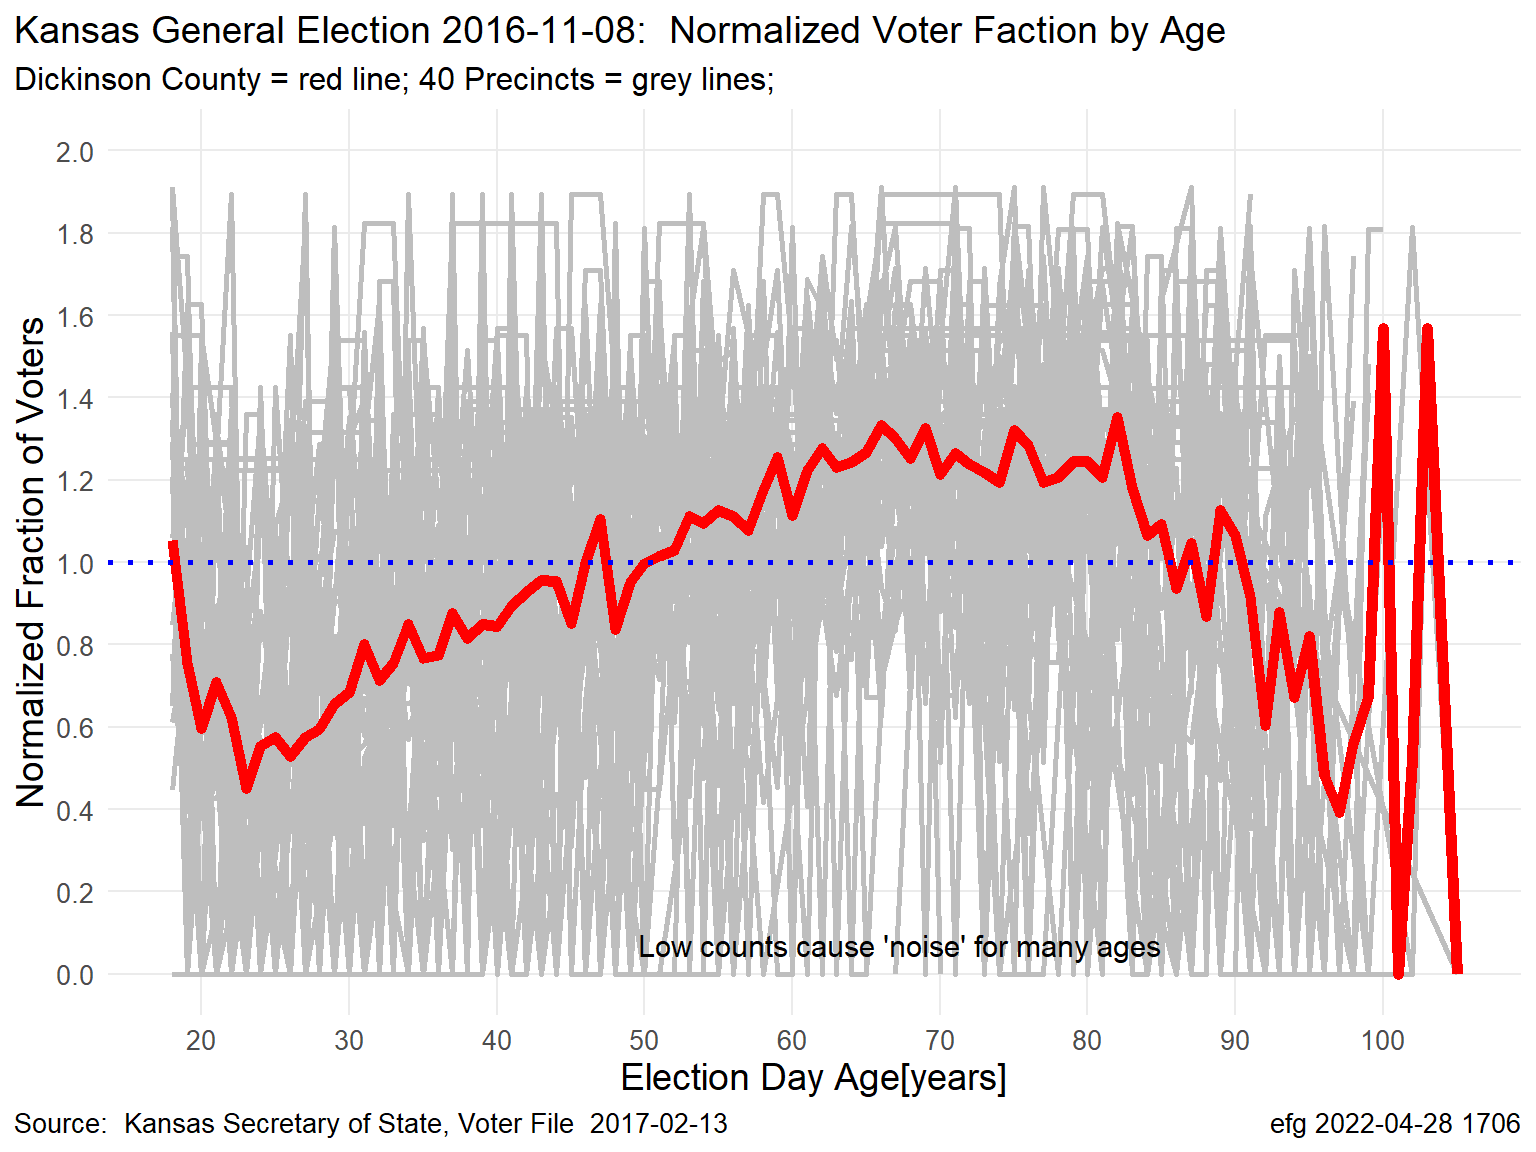 Kansas General Election 2016-11-08:  Normalized Voter Faction by Age
Dickinson County = red line; 40 Precincts = grey lines;
Normalized Fraction of Voters
2.0
1.8
1.6
1.4
1.2
1.0
0.8
0.6
0.4
0.2
0.0
Low counts cause 'noise' for many ages
20 30 40 50 60 70 80 90 100
Election Day Age[years]
Source:  Kansas Secretary of State, Voter File  2017-02-13
efg 2022-04-28 1706